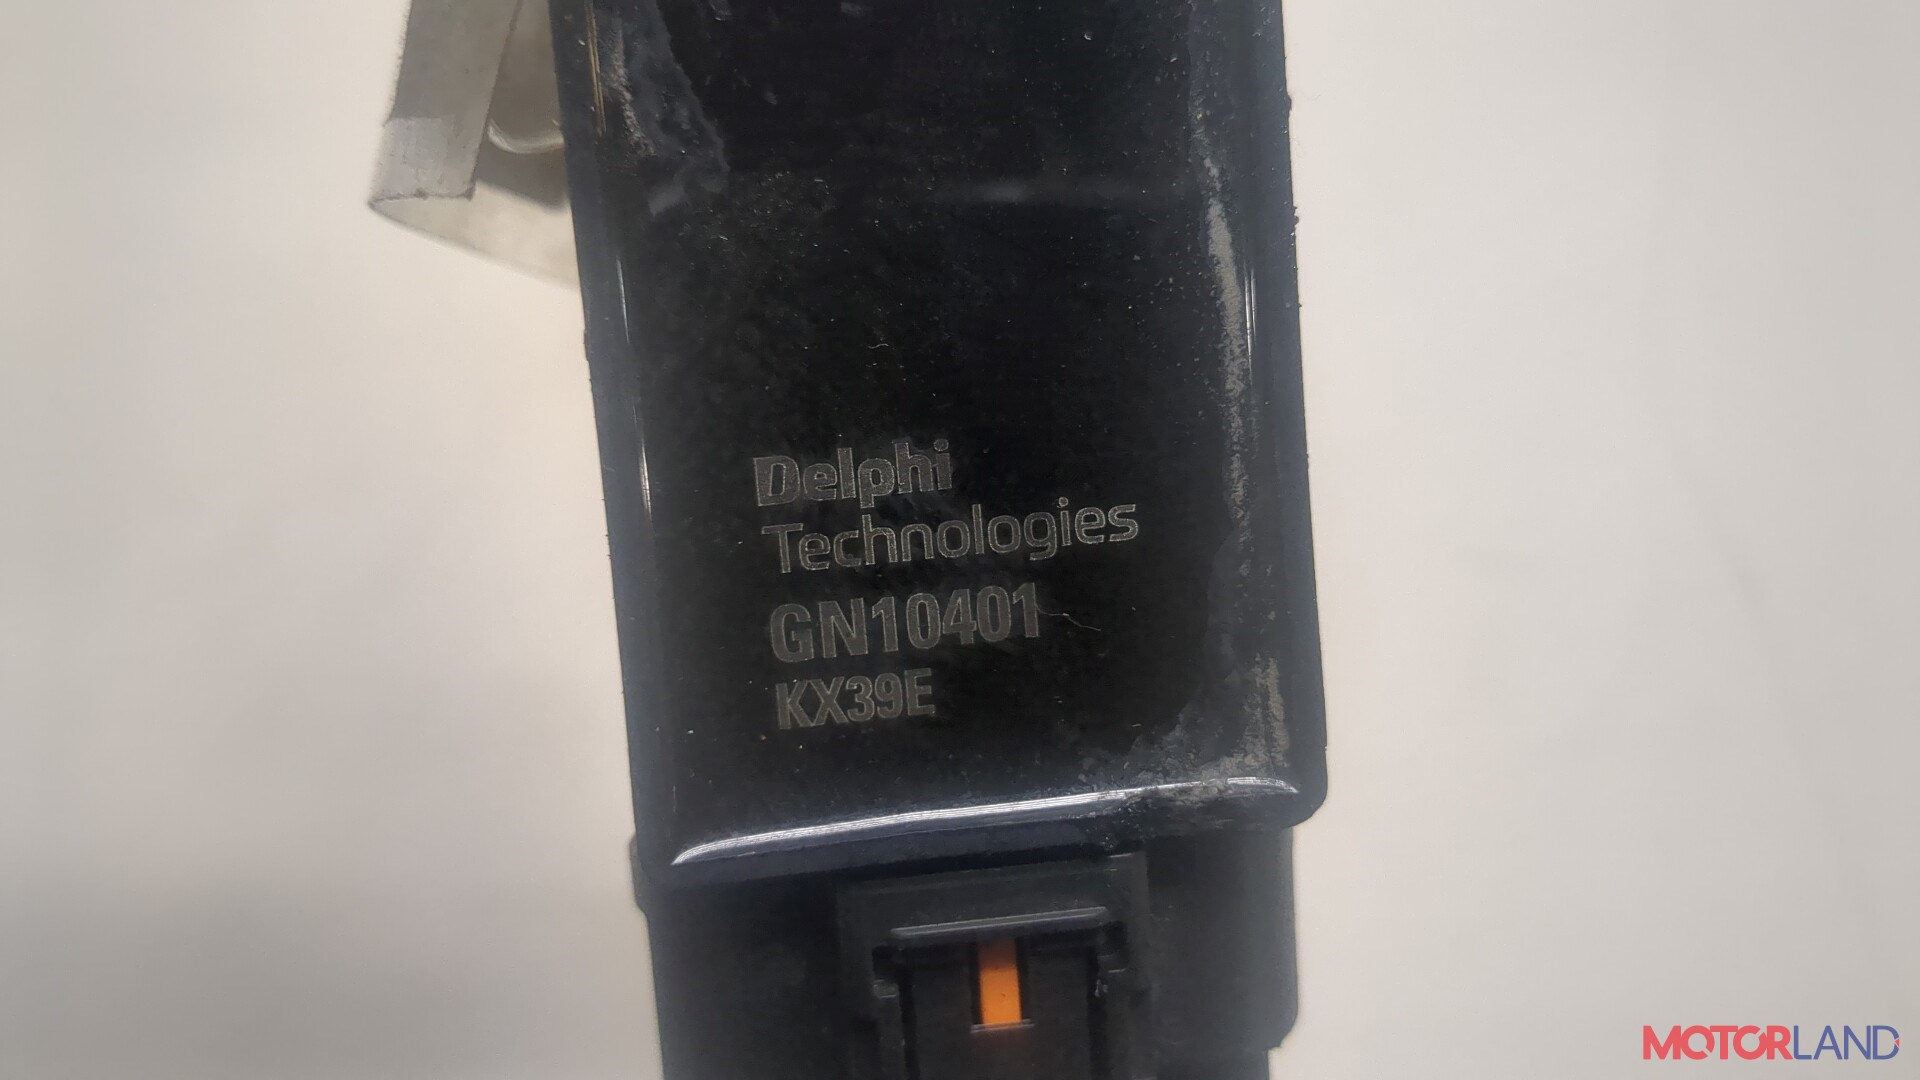 Delphi
Technologies
GN10401
KX39E
MOTORLAND